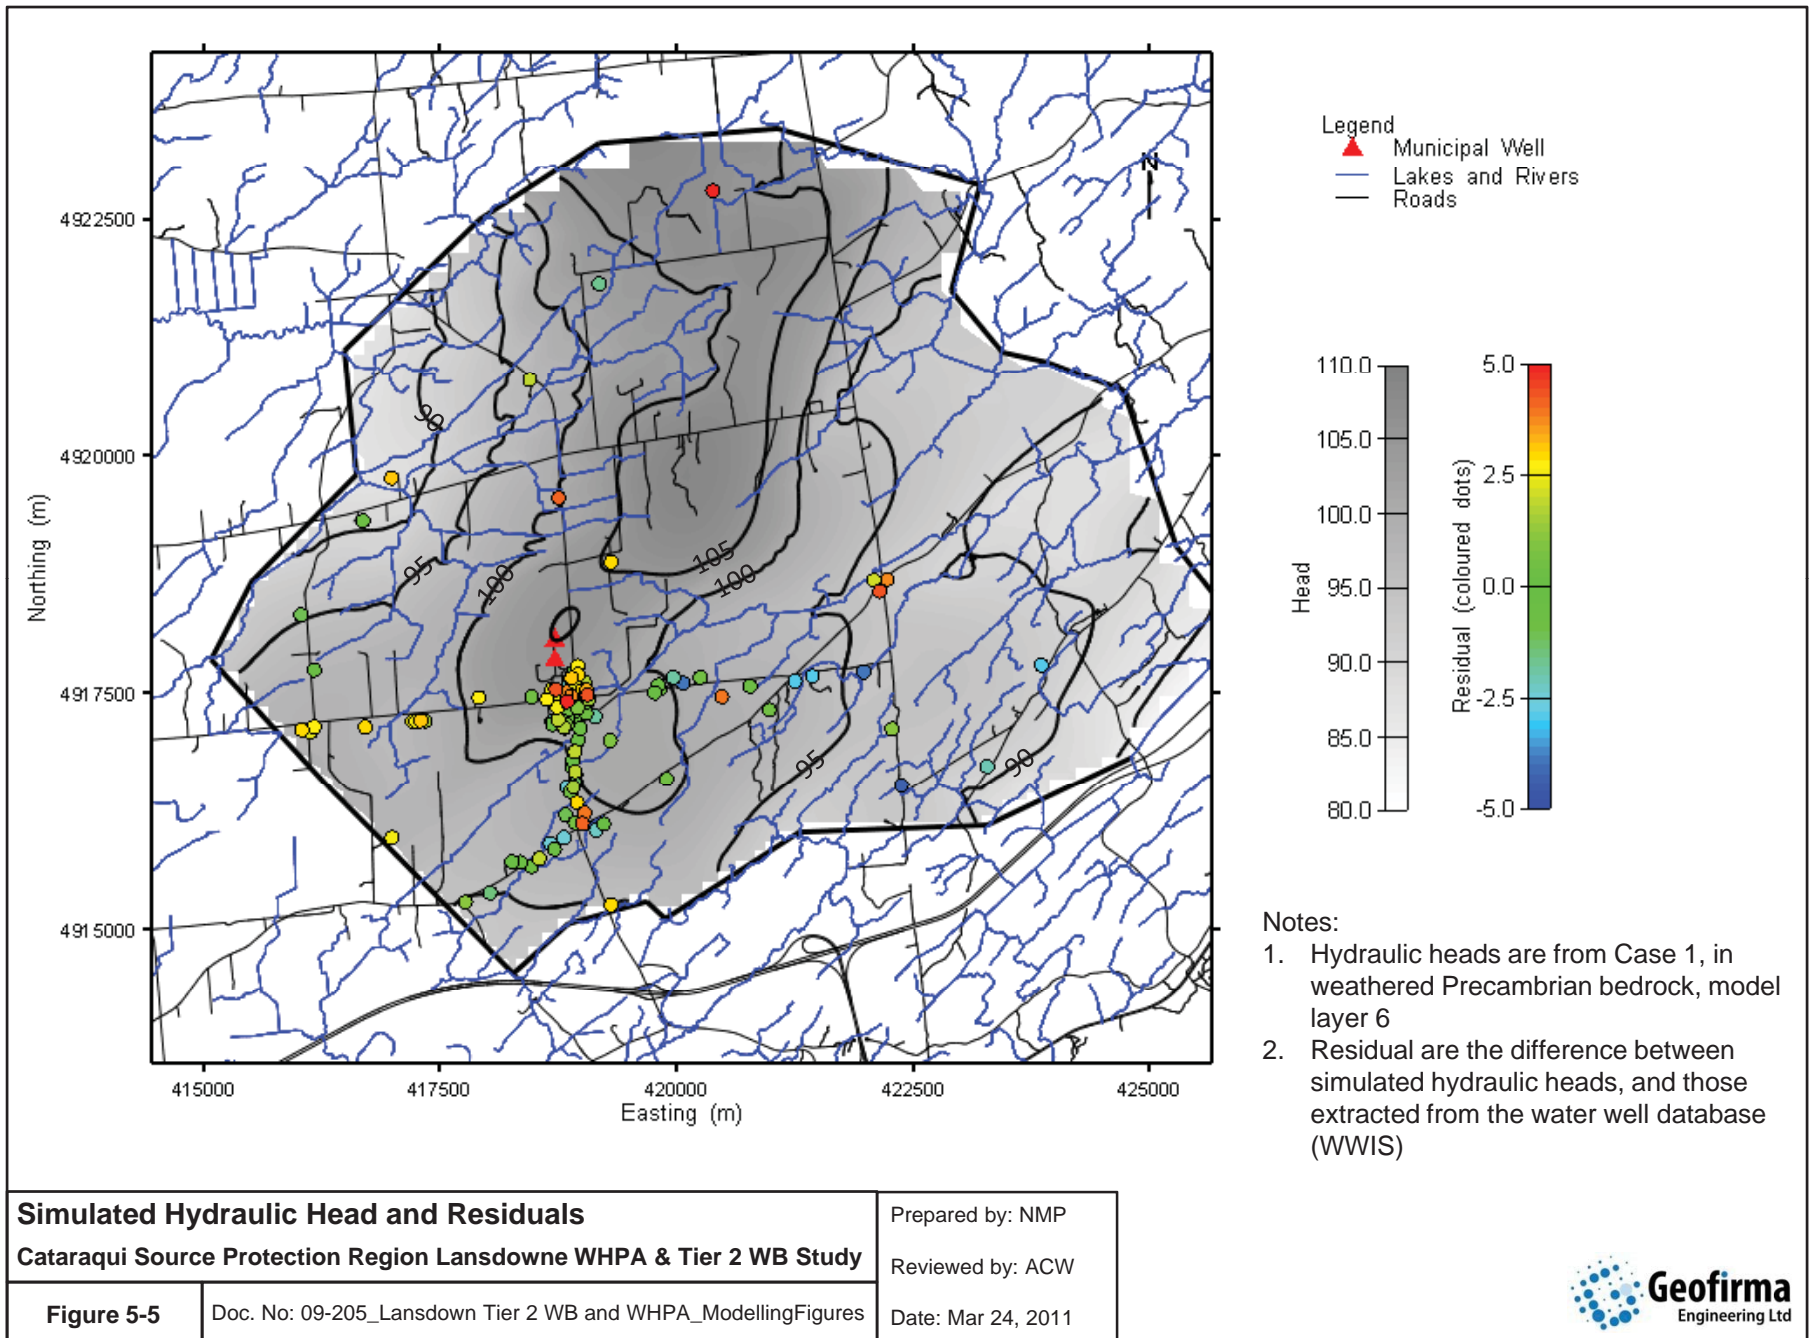 4922500
4920000
4917500
4915000
Northing (m)
415000
417500
420000
422500
425000
Easting (m)
90
95
100
105
100
95
90
N
Legend
Municipal Well
Lakes and Rivers
Roads
110.0
105.0
100.0
95.0
90.0
85.0
80.0
Head
5.0
2.5
0.0
-2.5
-5.0
Residual (coloured dots)
Notes:
1. Hydraulic heads are from Case 1, in
weathered Precambrian bedrock, model
layer 6
2. Residual are the difference between
simulated hydraulic heads, and those
extracted from the water well database
(WWIS)
Simulated Hydraulic Head and Residuals
Cataraqui Source Protection Region Lansdowne WHPA & Tier 2 WB Study
Figure 5-5
Doc. No: 09-205_Lansdown Tier 2 WB and WHPA_ModellingFigures
Prepared by: NMP
Reviewed by: ACW
Date: Mar 24, 2011
Geofirma
Engineering Ltd